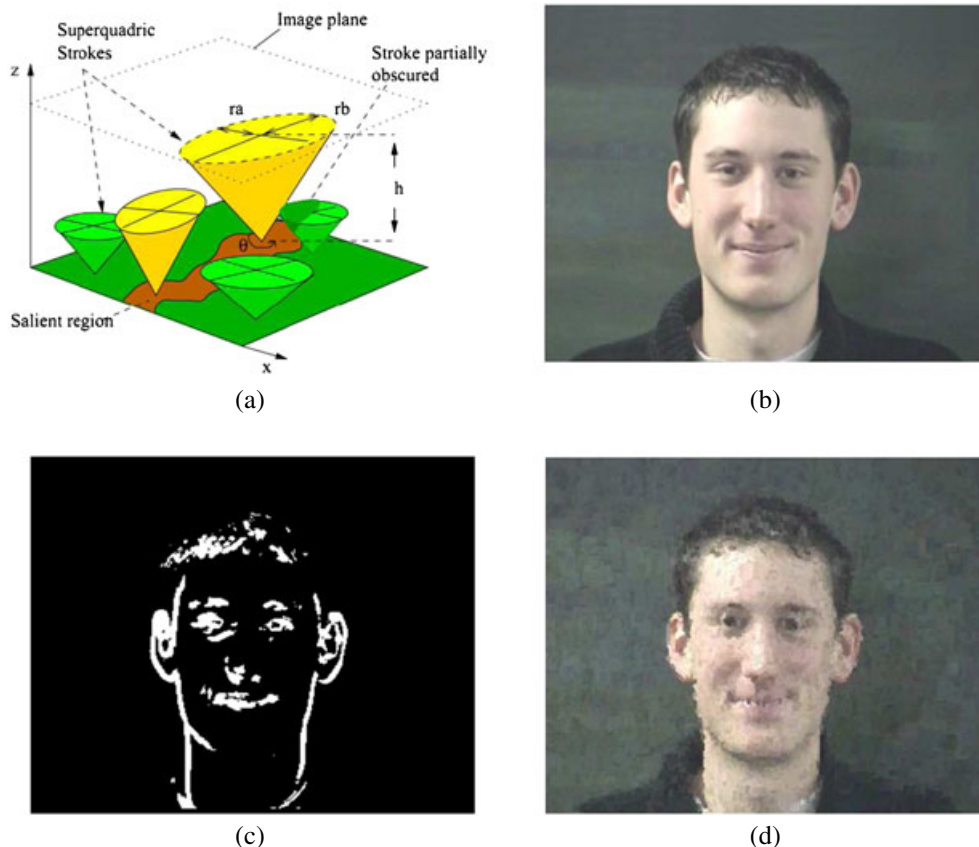 Superquadric
Strokes
Image plane
Stroke partially
obscured
z
ra
rb
h
θ
Salient region
x
(a)
(b)
(c)
(d)